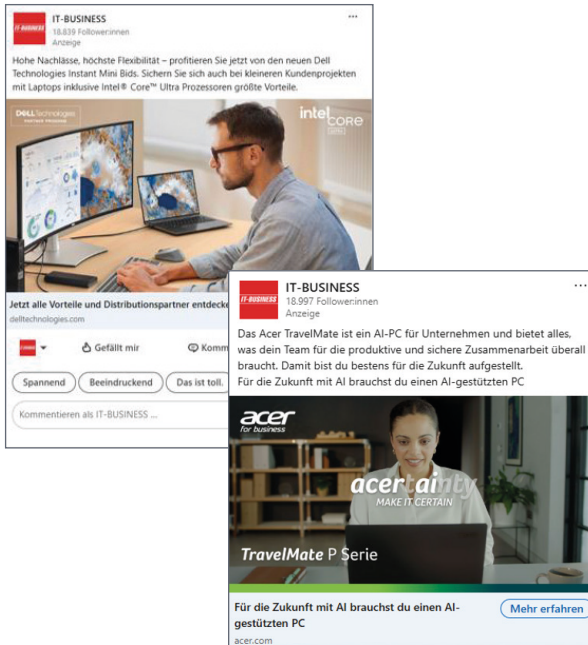 IT-BUSINESS
IT-BUSINESS
18.839 Follower:innen
Anzeige
Hohe Nachlässe, höchste Flexibilität – profitieren Sie jetzt von den neuen Dell
Technologies Instant Mini Bids. Sichern Sie sich auch bei kleineren Kundenprojekten
mit Laptops inklusive Intel® Core™ Ultra Prozessoren größte Vorteile.
DELLTechnologies
intel
CORE
Jetzt alle Vorteile und Distributionspartner entdecke
delltechnologies.com
Gefällt mir
Komm
Spannend
Beeindruckend
Das ist toll.
Kommentieren als IT-BUSINESS ...
IT-BUSINESS
IT-BUSINESS
18.997 Follower:innen
Anzeige
Das Acer TravelMate ist ein AI-PC für Unternehmen und bietet alles,
was dein Team für die produktive und sichere Zusammenarbeit überall
braucht. Damit bist du bestens für die Zukunft aufgestellt.
Für die Zukunft mit AI brauchst du einen AI-gestützten PC
acer
for business
acertainty
MAKE IT CERTAIN
TravelMate P Serie
Für die Zukunft mit AI brauchst du einen AI-
gestützten PC
Mehr erfahren
acer.com